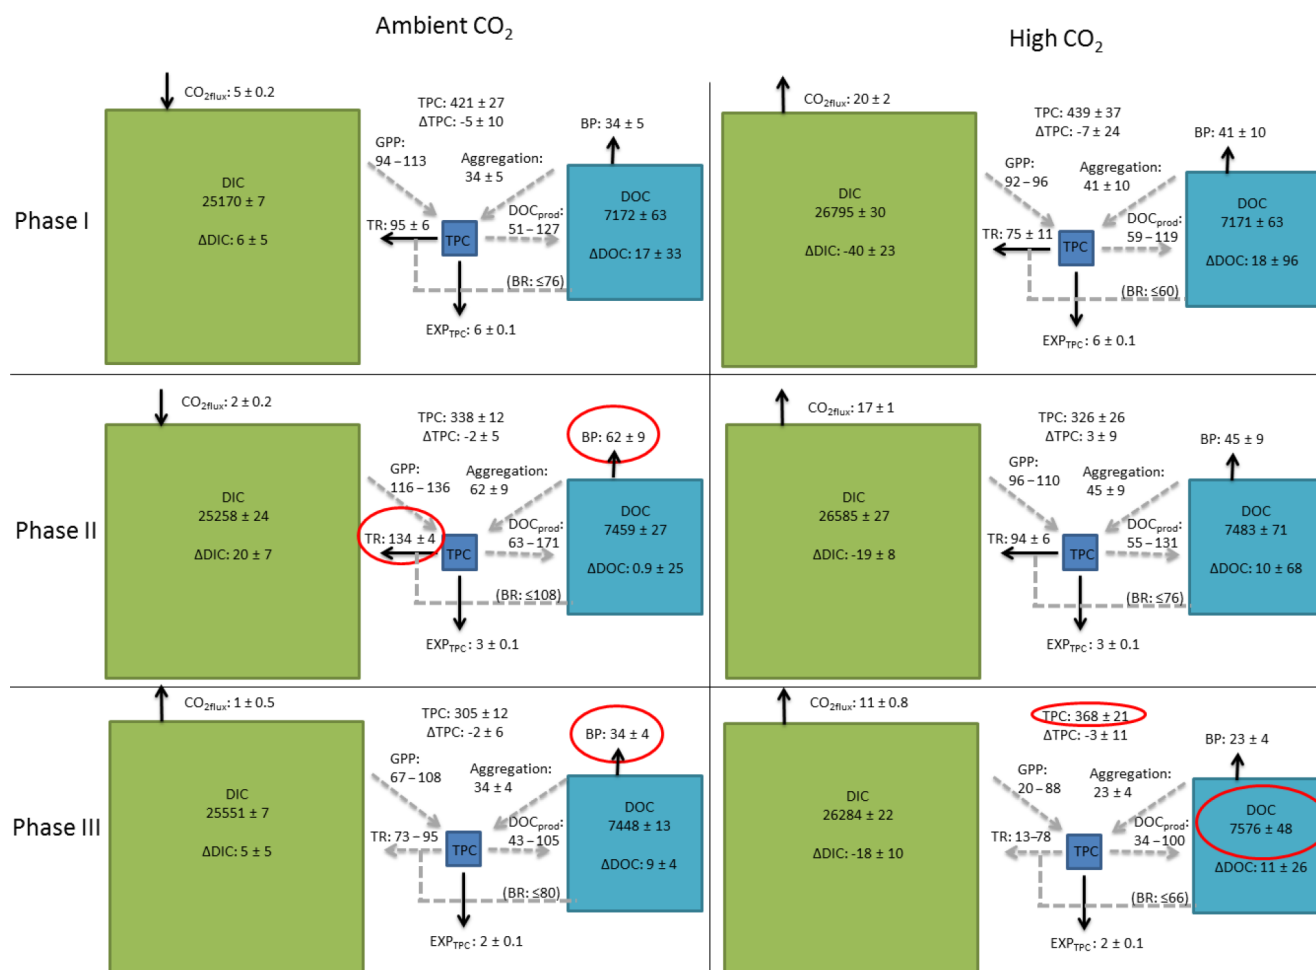 Ambient CO2
High CO2
Phase I
CO2flux: 5 ± 0.2
TPC: 421 ± 27
ΔTPC: -5 ± 10
BP: 34 ± 5
GPP:
94 – 113
Aggregation:
34 ± 5
DIC
25170 ± 7
ΔDIC: 6 ± 5
TR: 95 ± 6
TPC
DOCprod:
51 – 127
DOC
7172 ± 63
ΔDOC: 17 ± 33
(BR: ≤76)
EXPTPC: 6 ± 0.1
CO2flux: 20 ± 2
TPC: 439 ± 37
ΔTPC: -7 ± 24
BP: 41 ± 10
GPP:
92 – 96
Aggregation:
41 ± 10
DIC
26795 ± 30
ΔDIC: -40 ± 23
TR: 75 ± 11
TPC
DOCprod:
59 – 119
DOC
7171 ± 63
ΔDOC: 18 ± 96
(BR: ≤60)
EXPTPC: 6 ± 0.1
Phase II
CO2flux: 2 ± 0.2
TPC: 338 ± 12
ΔTPC: -2 ± 5
BP: 62 ± 9
GPP:
116 – 136
Aggregation:
62 ± 9
DIC
25258 ± 24
ΔDIC: 20 ± 7
TR: 134 ± 4
TPC
DOCprod:
63 – 171
DOC
7459 ± 27
ΔDOC: 0.9 ± 25
(BR: ≤108)
EXPTPC: 3 ± 0.1
CO2flux: 17 ± 1
TPC: 326 ± 26
ΔTPC: 3 ± 9
BP: 45 ± 9
GPP:
96 – 110
Aggregation:
45 ± 9
DIC
26585 ± 27
ΔDIC: -19 ± 8
TR: 94 ± 6
TPC
DOCprod:
55 – 131
DOC
7483 ± 71
ΔDOC: 10 ± 68
(BR: ≤76)
EXPTPC: 3 ± 0.1
Phase III
CO2flux: 1 ± 0.5
TPC: 305 ± 12
ΔTPC: -2 ± 6
BP: 34 ± 4
GPP:
67 – 108
Aggregation:
34 ± 4
DIC
25551 ± 7
ΔDIC: 5 ± 5
TR: 73 – 95
TPC
DOCprod:
43 – 105
DOC
7448 ± 13
ΔDOC: 9 ± 4
(BR: ≤80)
EXPTPC: 2 ± 0.1
CO2flux: 11 ± 0.8
TPC: 368 ± 21
ΔTPC: -3 ± 11
BP: 23 ± 4
GPP:
20 – 88
Aggregation:
23 ± 4
DIC
26284 ± 22
ΔDIC: -18 ± 10
TR: 13–78
TPC
DOCprod:
34 – 100
DOC
7576 ± 48
ΔDOC: 11 ± 26
(BR: ≤66)
EXPTPC: 2 ± 0.1